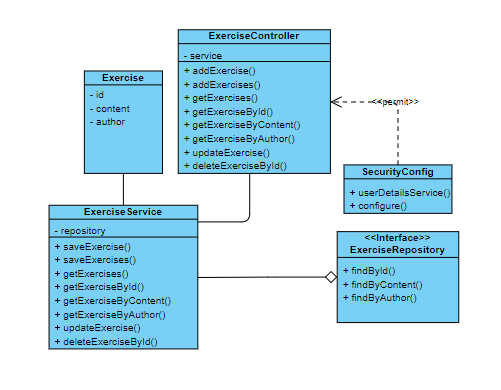 ExerciseController
- service
+ addExercise()
+ addExercises()
+ getExercises()
+ getExerciseById()
+ getExerciseByContent()
+ getExerciseByAuthor()
+ updateExercise()
+ deleteExerciseById()
Exercise
- id
- content
- author
<<permit>>
SecurityConfig
+ userDetailsService()
+ configure()
ExerciseService
- repository
+ saveExercise()
+ saveExercises()
+ getExercises()
+ getExerciseById()
+ getExerciseByContent()
+ getExerciseByAuthor()
+ updateExercise()
+ deleteExerciseById()
<<Interface>>
ExerciseRepository
+ findById()
+ findByContent()
+ findByAuthor()